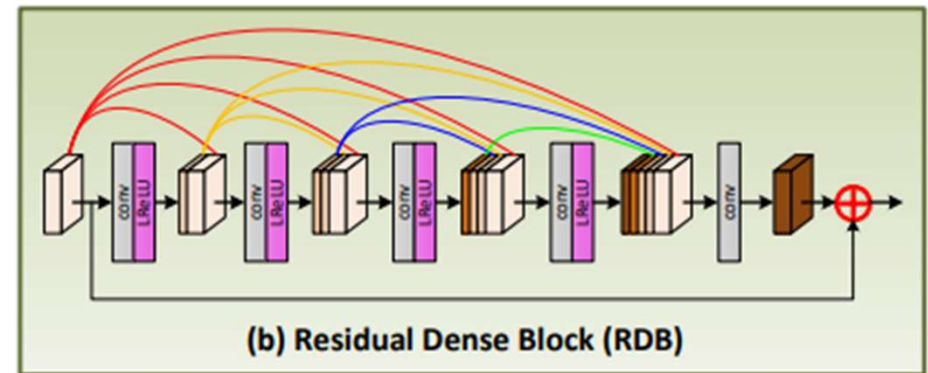 conv
LReLU
conv
LReLU
conv
LReLU
conv
LReLU
conv
(b) Residual Dense Block (RDB)